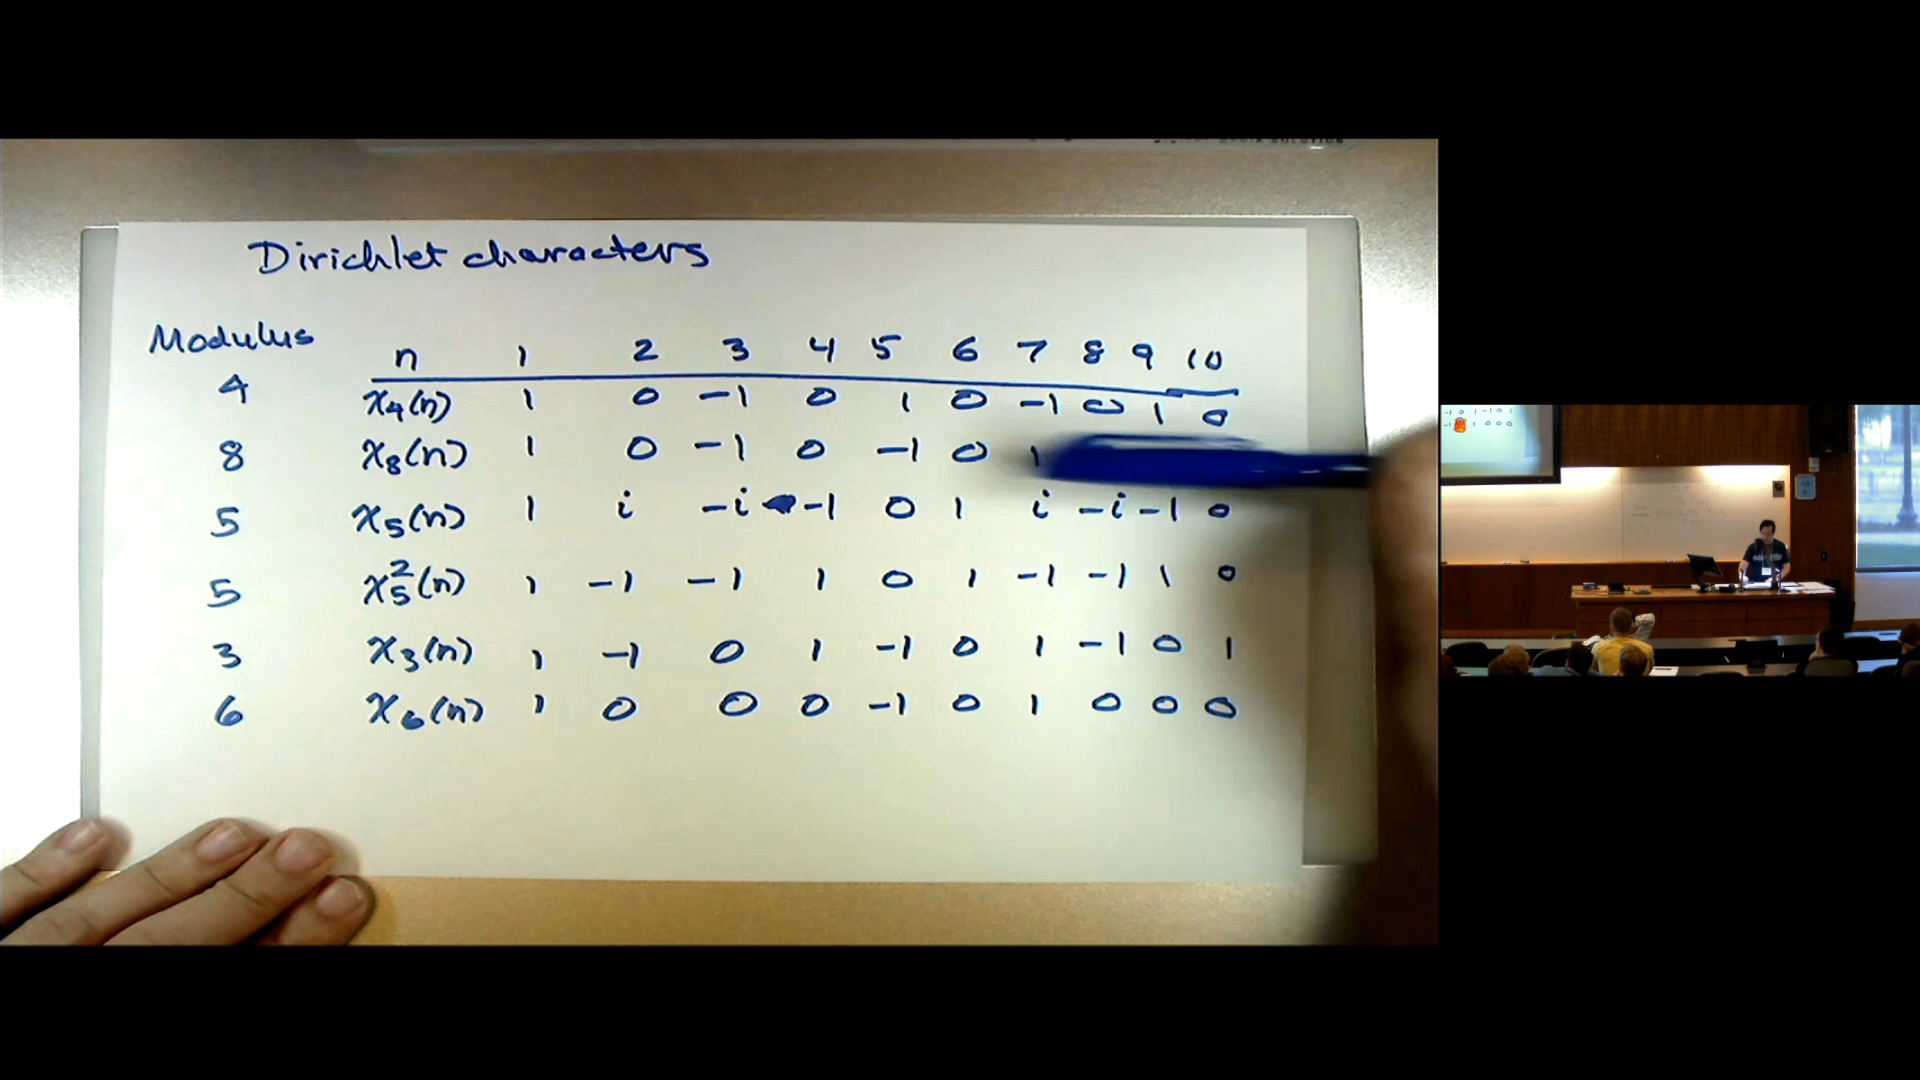 Dirichlet characters
Modulus n 1 2 3 4 5 6 7 8 9 10
4 χ₄(n) 1 0 -1 0 1 0 -1 0 1 0
8 χ₈(n) 1 0 -1 0 -1 0 1
5 χ₅(n) 1 i -i -1 0 1 i -i -1 0
5 χ₅²(n) 1 -1 -1 1 0 1 -1 -1 1 0
3 χ₃(n) 1 -1 0 1 -1 0 1 -1 0 1
6 χ₆(n) 1 0 0 0 -1 0 1 0 0 0